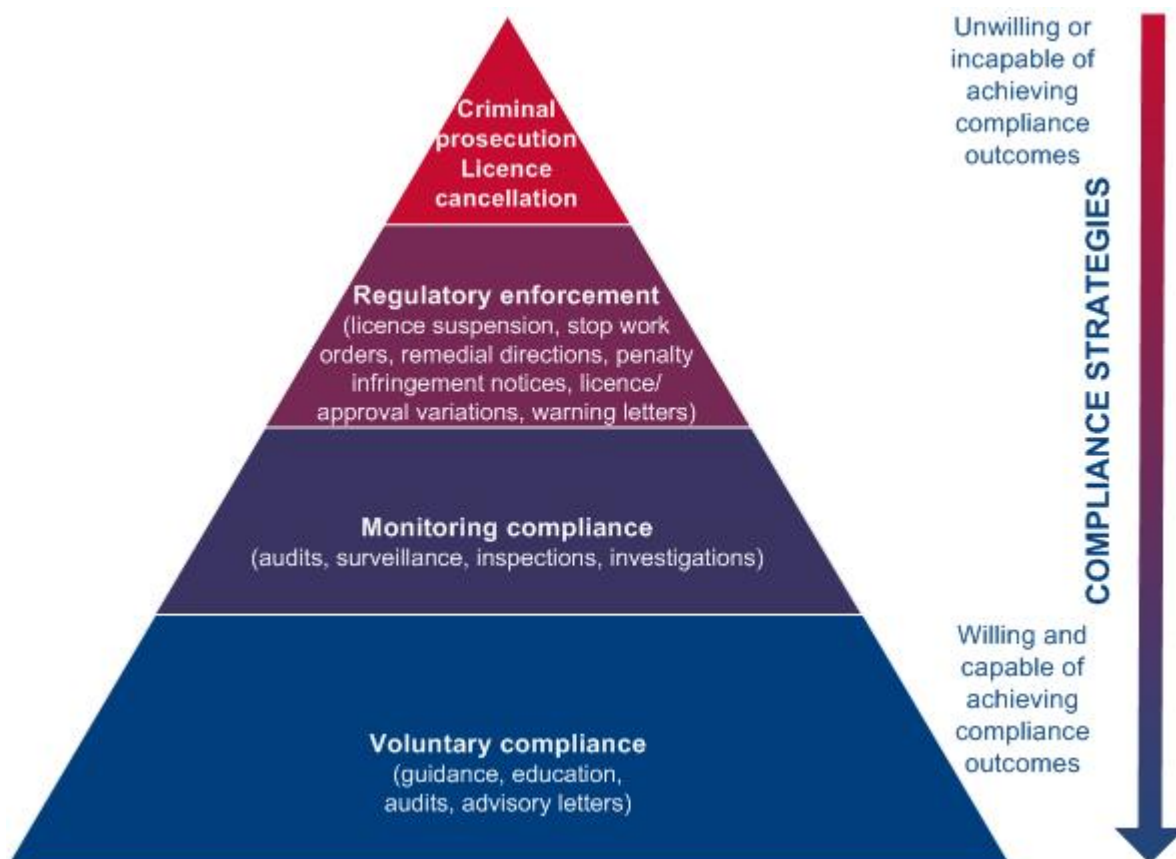 Criminal
prosecution
Licence
cancellation
Regulatory enforcement
(licence suspension, stop work
orders, remedial directions, penalty
infringement notices, licence/
approval variations, warning letters)
Monitoring compliance
(audits, surveillance, inspections, investigations)
Voluntary compliance
(guidance, education,
audits, advisory letters)
Unwilling or
incapable of
achieving
compliance
outcomes
COMPLIANCE STRATEGIES
Willing and
capable of
achieving
compliance
outcomes